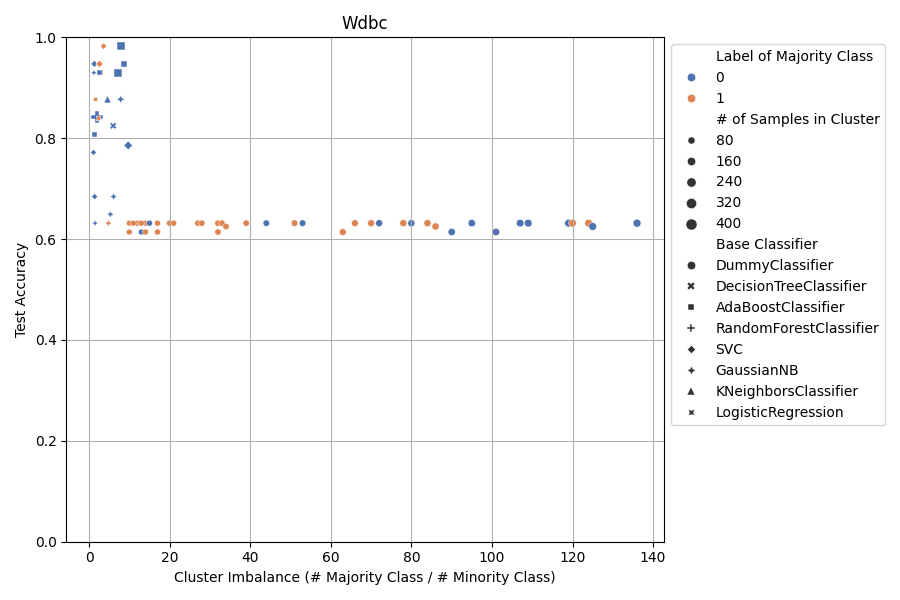 Wdbc
1.0
0.8
0.6
0.4
0.2
0.0
Test Accuracy
0 20 40 60 80 100 120 140
Cluster Imbalance (# Majority Class / # Minority Class)
Label of Majority Class
0
1
# of Samples in Cluster
80
160
240
320
400
Base Classifier
DummyClassifier
DecisionTreeClassifier
AdaBoostClassifier
RandomForestClassifier
SVC
GaussianNB
KNeighborsClassifier
LogisticRegression